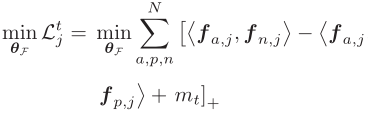 min_{θ_ℱ} ℒ_j^t = min_{θ_ℱ} ∑_{a,p,n}^{N} [⟨f_{a,j}, f_{n,j}⟩ − ⟨f_{a,j}
f_{p,j}⟩ + m_t]_+